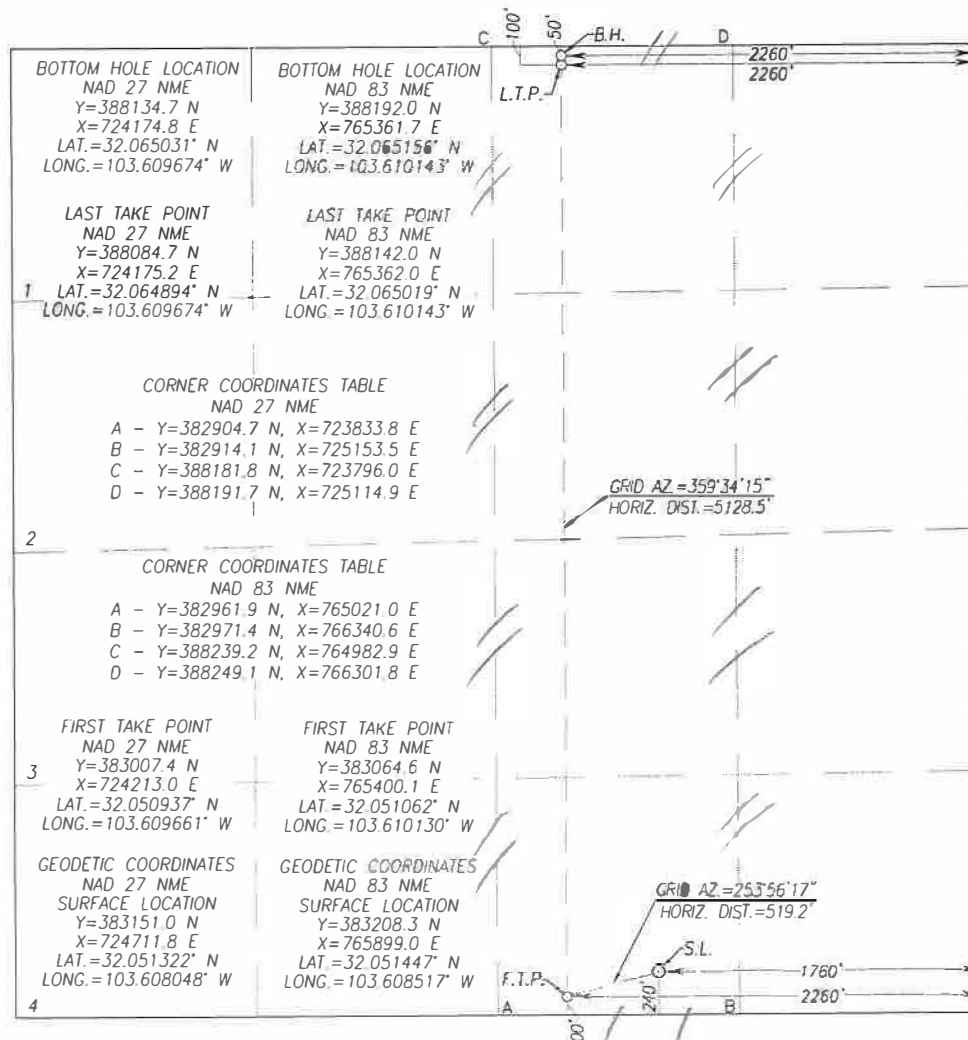 C
100'
50'
B.H.
D
2260'
2260'
L.T.P.
BOTTOM HOLE LOCATION
NAD 27 NME
Y=388134.7 N
X=724174.8 E
LAT.=32.065031° N
LONG.=103.609674° W
BOTTOM HOLE LOCATION
NAD 83 NME
Y=388192.0 N
X=765361.7 E
LAT.=32.065156° N
LONG.=103.610143° W
LAST TAKE POINT
NAD 27 NME
Y=388084.7 N
X=724175.2 E
LAT.=32.064894° N
LONG.=103.609674° W
LAST TAKE POINT
NAD 83 NME
Y=388142.0 N
X=765362.0 E
LAT.=32.065019° N
LONG.=103.610143° W
1
CORNER COORDINATES TABLE
NAD 27 NME
A - Y=382904.7 N, X=723833.8 E
B - Y=382914.1 N, X=725153.5 E
C - Y=388181.8 N, X=723796.0 E
D - Y=388191.7 N, X=725114.9 E
GRID AZ.=359°34'15"
HORIZ. DIST.=5128.5'
2
CORNER COORDINATES TABLE
NAD 83 NME
A - Y=382961.9 N, X=765021.0 E
B - Y=382971.4 N, X=766340.6 E
C - Y=388239.2 N, X=764982.9 E
D - Y=388249.1 N, X=766301.8 E
FIRST TAKE POINT
NAD 27 NME
Y=383007.4 N
X=724213.0 E
LAT.=32.050937° N
LONG.=103.609661° W
FIRST TAKE POINT
NAD 83 NME
Y=383064.6 N
X=765400.1 E
LAT.=32.051062° N
LONG.=103.610130° W
3
GEODETIC COORDINATES
NAD 27 NME
SURFACE LOCATION
Y=383151.0 N
X=724711.8 E
LAT.=32.051322° N
LONG.=103.608048° W
GEODETIC COORDINATES
NAD 83 NME
SURFACE LOCATION
Y=383208.3 N
X=765899.0 E
LAT.=32.051447° N
LONG.=103.608517° W
GRID AZ.=253°56'17"
HORIZ. DIST.=519.2'
S.L.
F.T.P.
1760'
240'
2260'
4
A
B